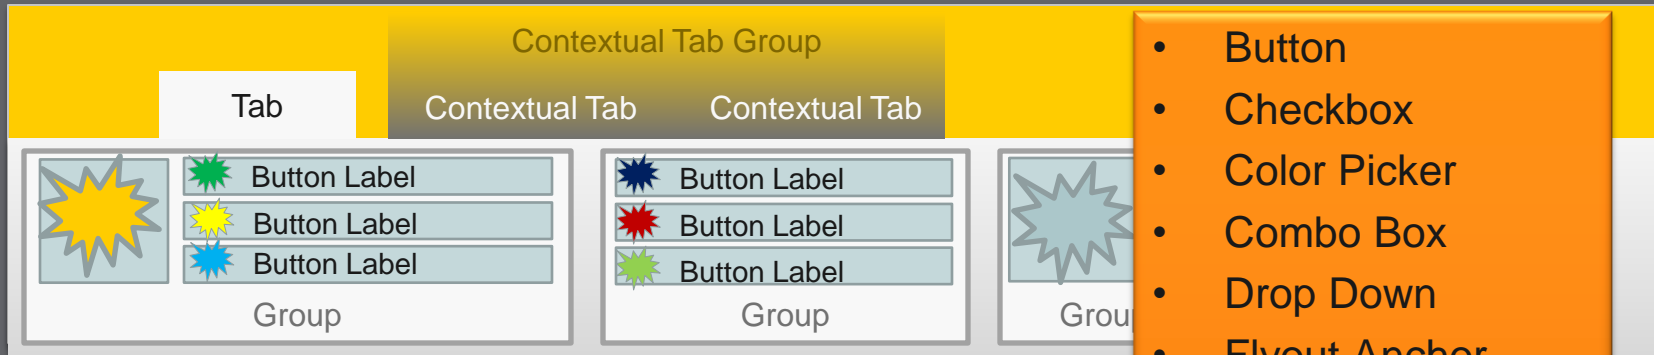 Contextual Tab Group
Tab
Contextual Tab
Contextual Tab
Button Label
Button Label
Button Label
Group
Button Label
Button Label
Button Label
Group
• Button
• Checkbox
• Color Picker
• Combo Box
• Drop Down